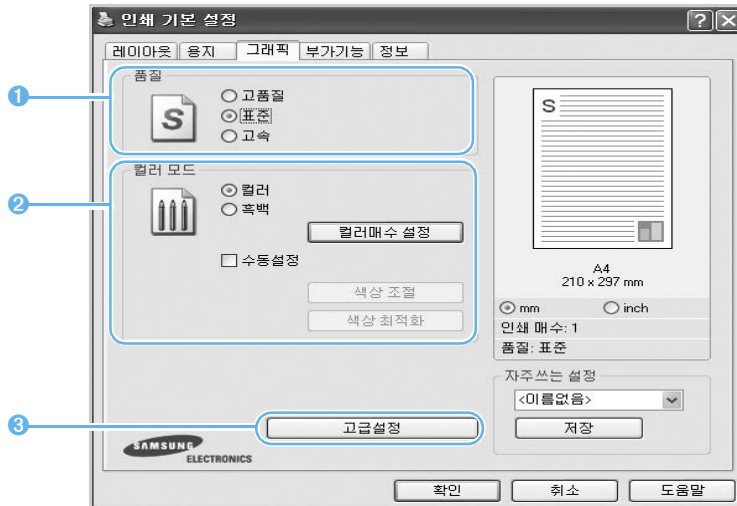 인쇄 기본 설정
레이아웃 용지 그래픽 부가기능 정보
1
품질
S
고품질
표준
고속
2
컬러 모드
컬러
흑백
컬러매수 설정
수동설정
색상 조절
색상 최적화
S
A4
210 x 297 mm
mm inch
인쇄 매수: 1
품질: 표준
자주쓰는 설정
<이름없음>
저장
3
고급설정
SAMSUNG
ELECTRONICS
확인 취소 도움말